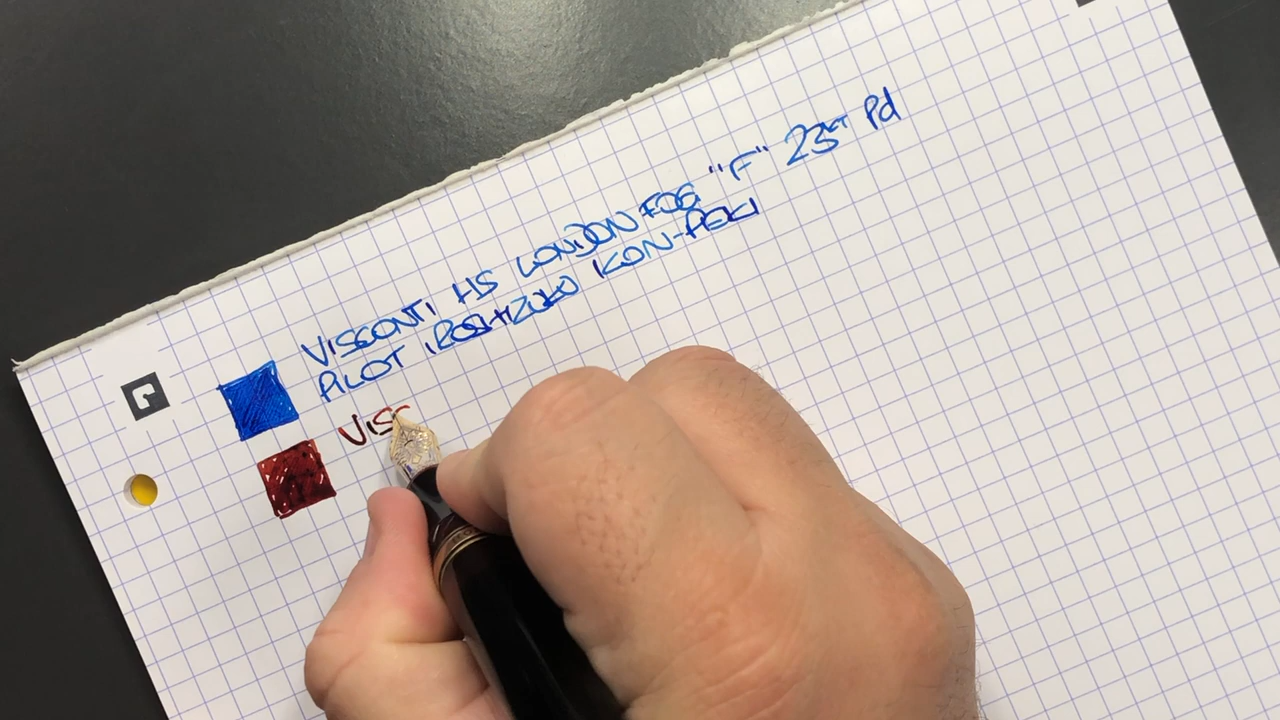 VISCONTI HS LONDON FOG "F" 23KT Pd
PILOT IROSHIZUKU KON-PEKI
VISC